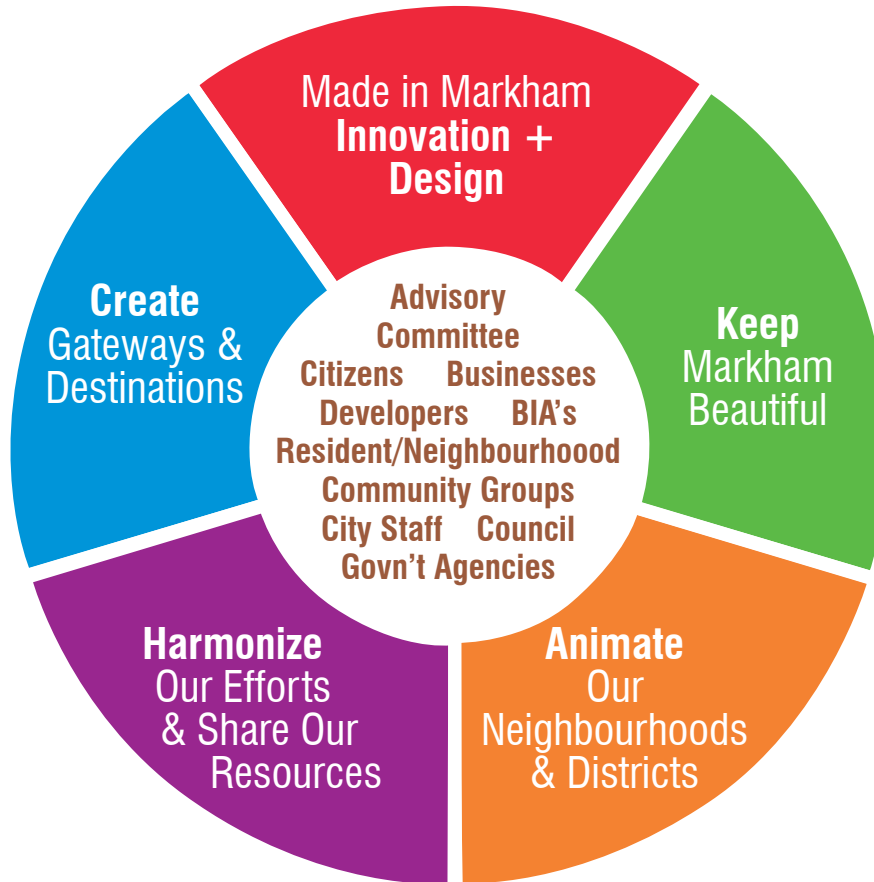 Made in Markham
Innovation +
Design
Create
Gateways &
Destinations
Keep
Markham
Beautiful
Advisory
Committee
Citizens Businesses
Developers BIA's
Resident/Neighbourhoood
Community Groups
City Staff Council
Govn't Agencies
Harmonize
Our Efforts
& Share Our
Resources
Animate
Our
Neighbourhoods
& Districts